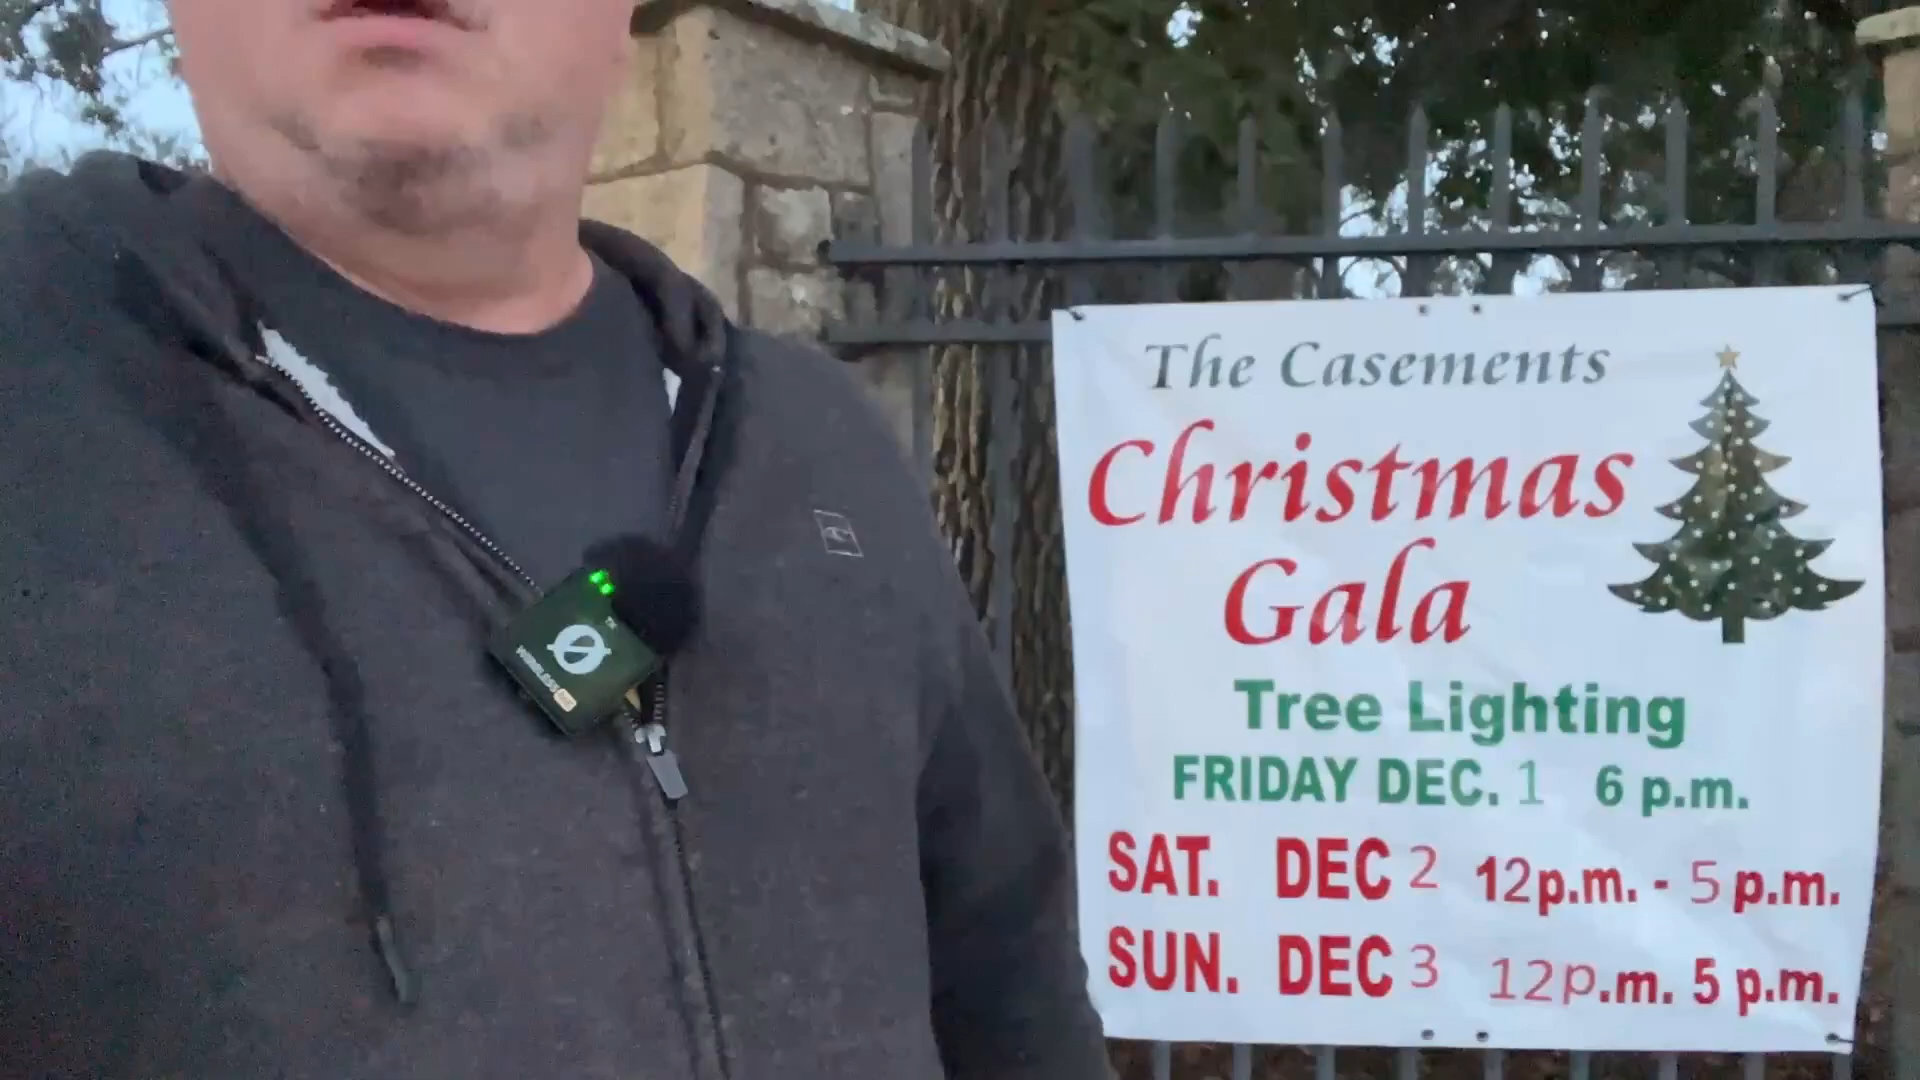 The Casements
Christmas
Gala
Tree Lighting
FRIDAY DEC. 1 6 p.m.
SAT. DEC 2 12p.m. - 5 p.m.
SUN. DEC 3 12p.m. 5 p.m.
WIRELESS